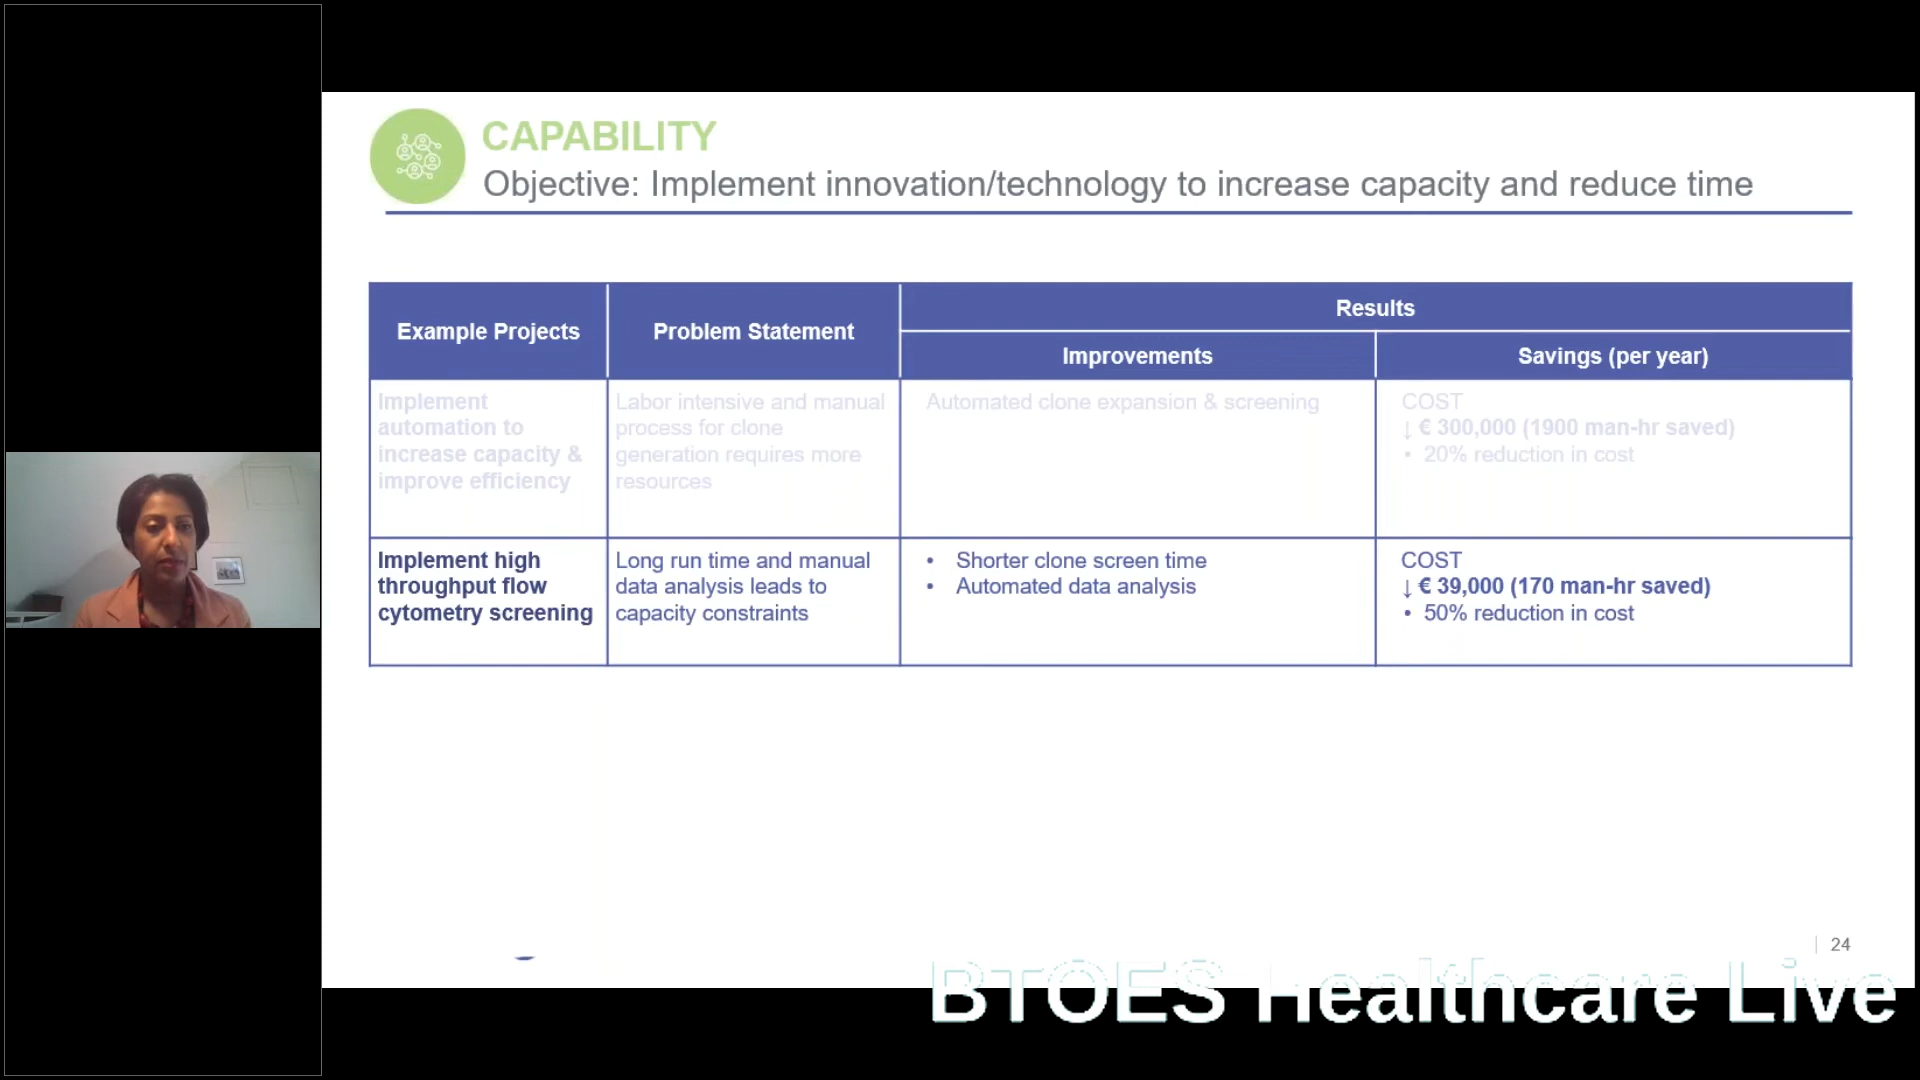 CAPABILITY
Objective: Implement innovation/technology to increase capacity and reduce time
Example Projects
Problem Statement
Results
Improvements
Savings (per year)
Implement
automation to
increase capacity &
improve efficiency
Labor intensive and manual
process for clone
generation requires more
resources
Automated clone expansion & screening
COST
↓ € 300,000 (1900 man-hr saved)
• 20% reduction in cost
Implement high
throughput flow
cytometry screening
Long run time and manual
data analysis leads to
capacity constraints
• Shorter clone screen time
• Automated data analysis
COST
↓ € 39,000 (170 man-hr saved)
• 50% reduction in cost
24
BTOES Healthcare Live